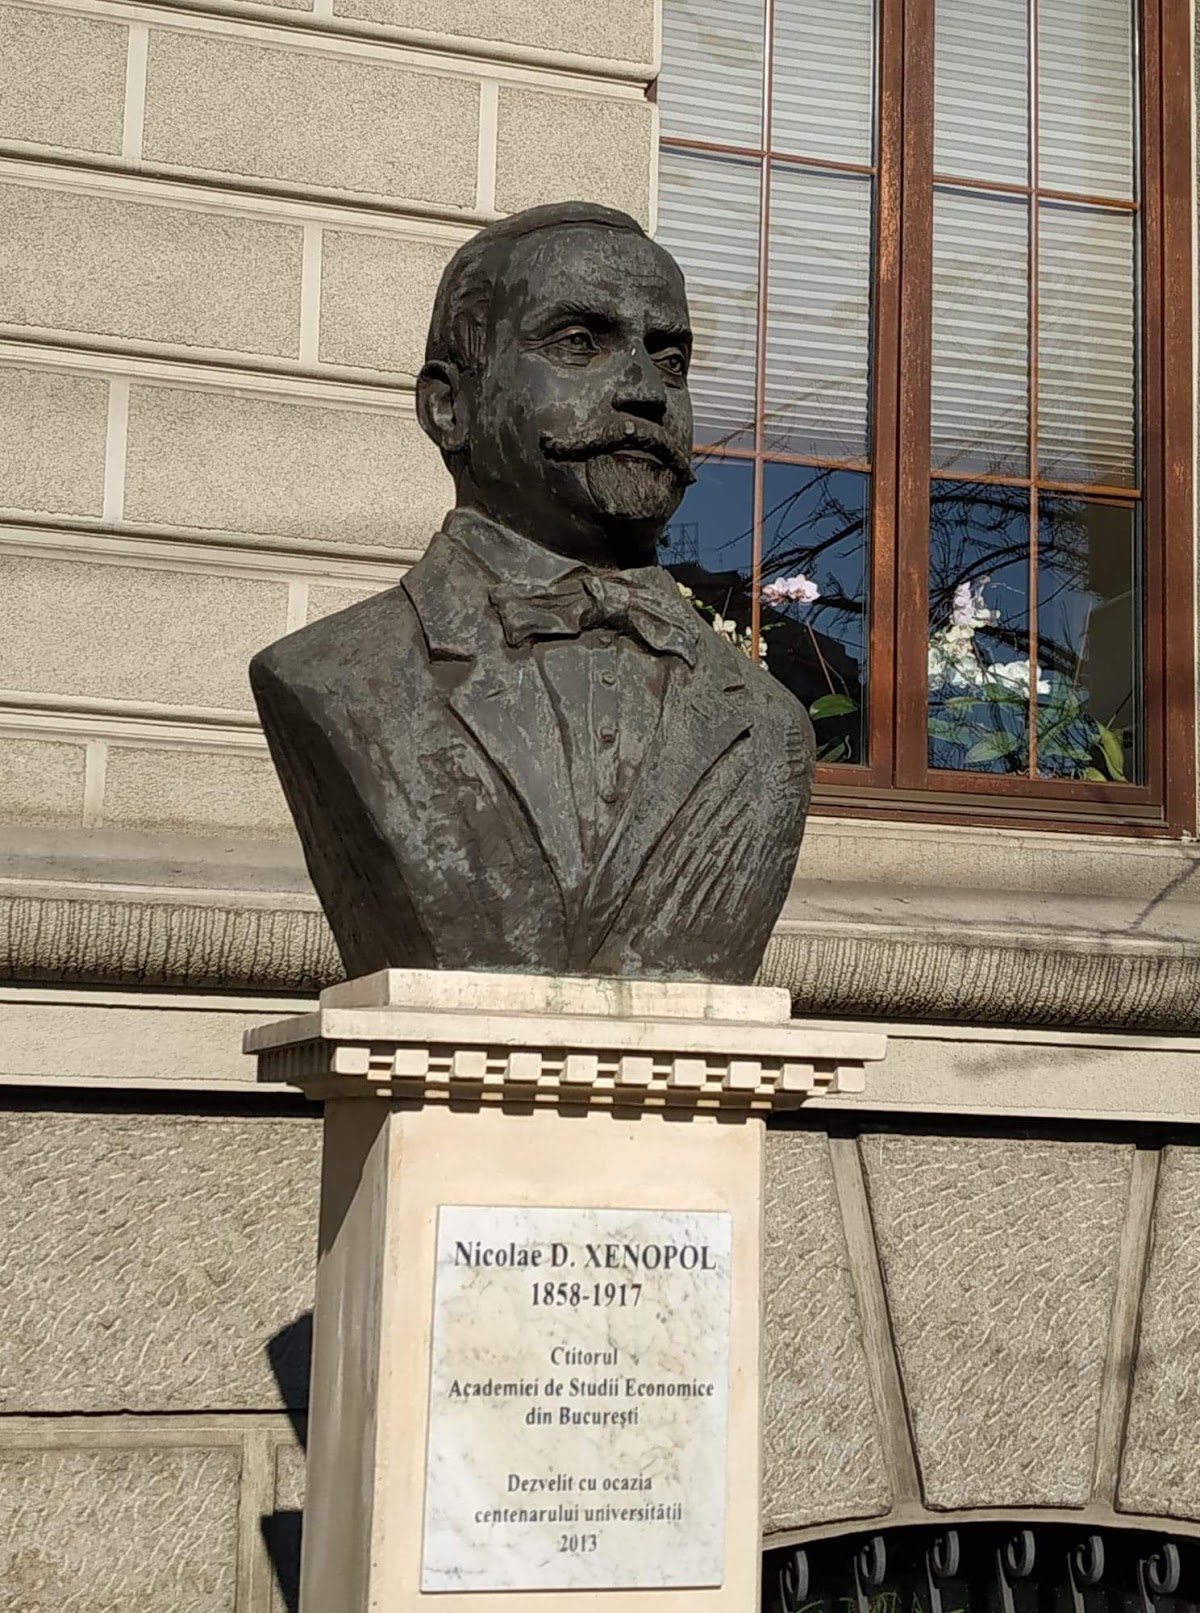 Nicolae D. XENOPOL
1858-1917
Ctitorul
Academiei de Studii Economice
din București
Dezvelit cu ocazia
centenarului universității
2013